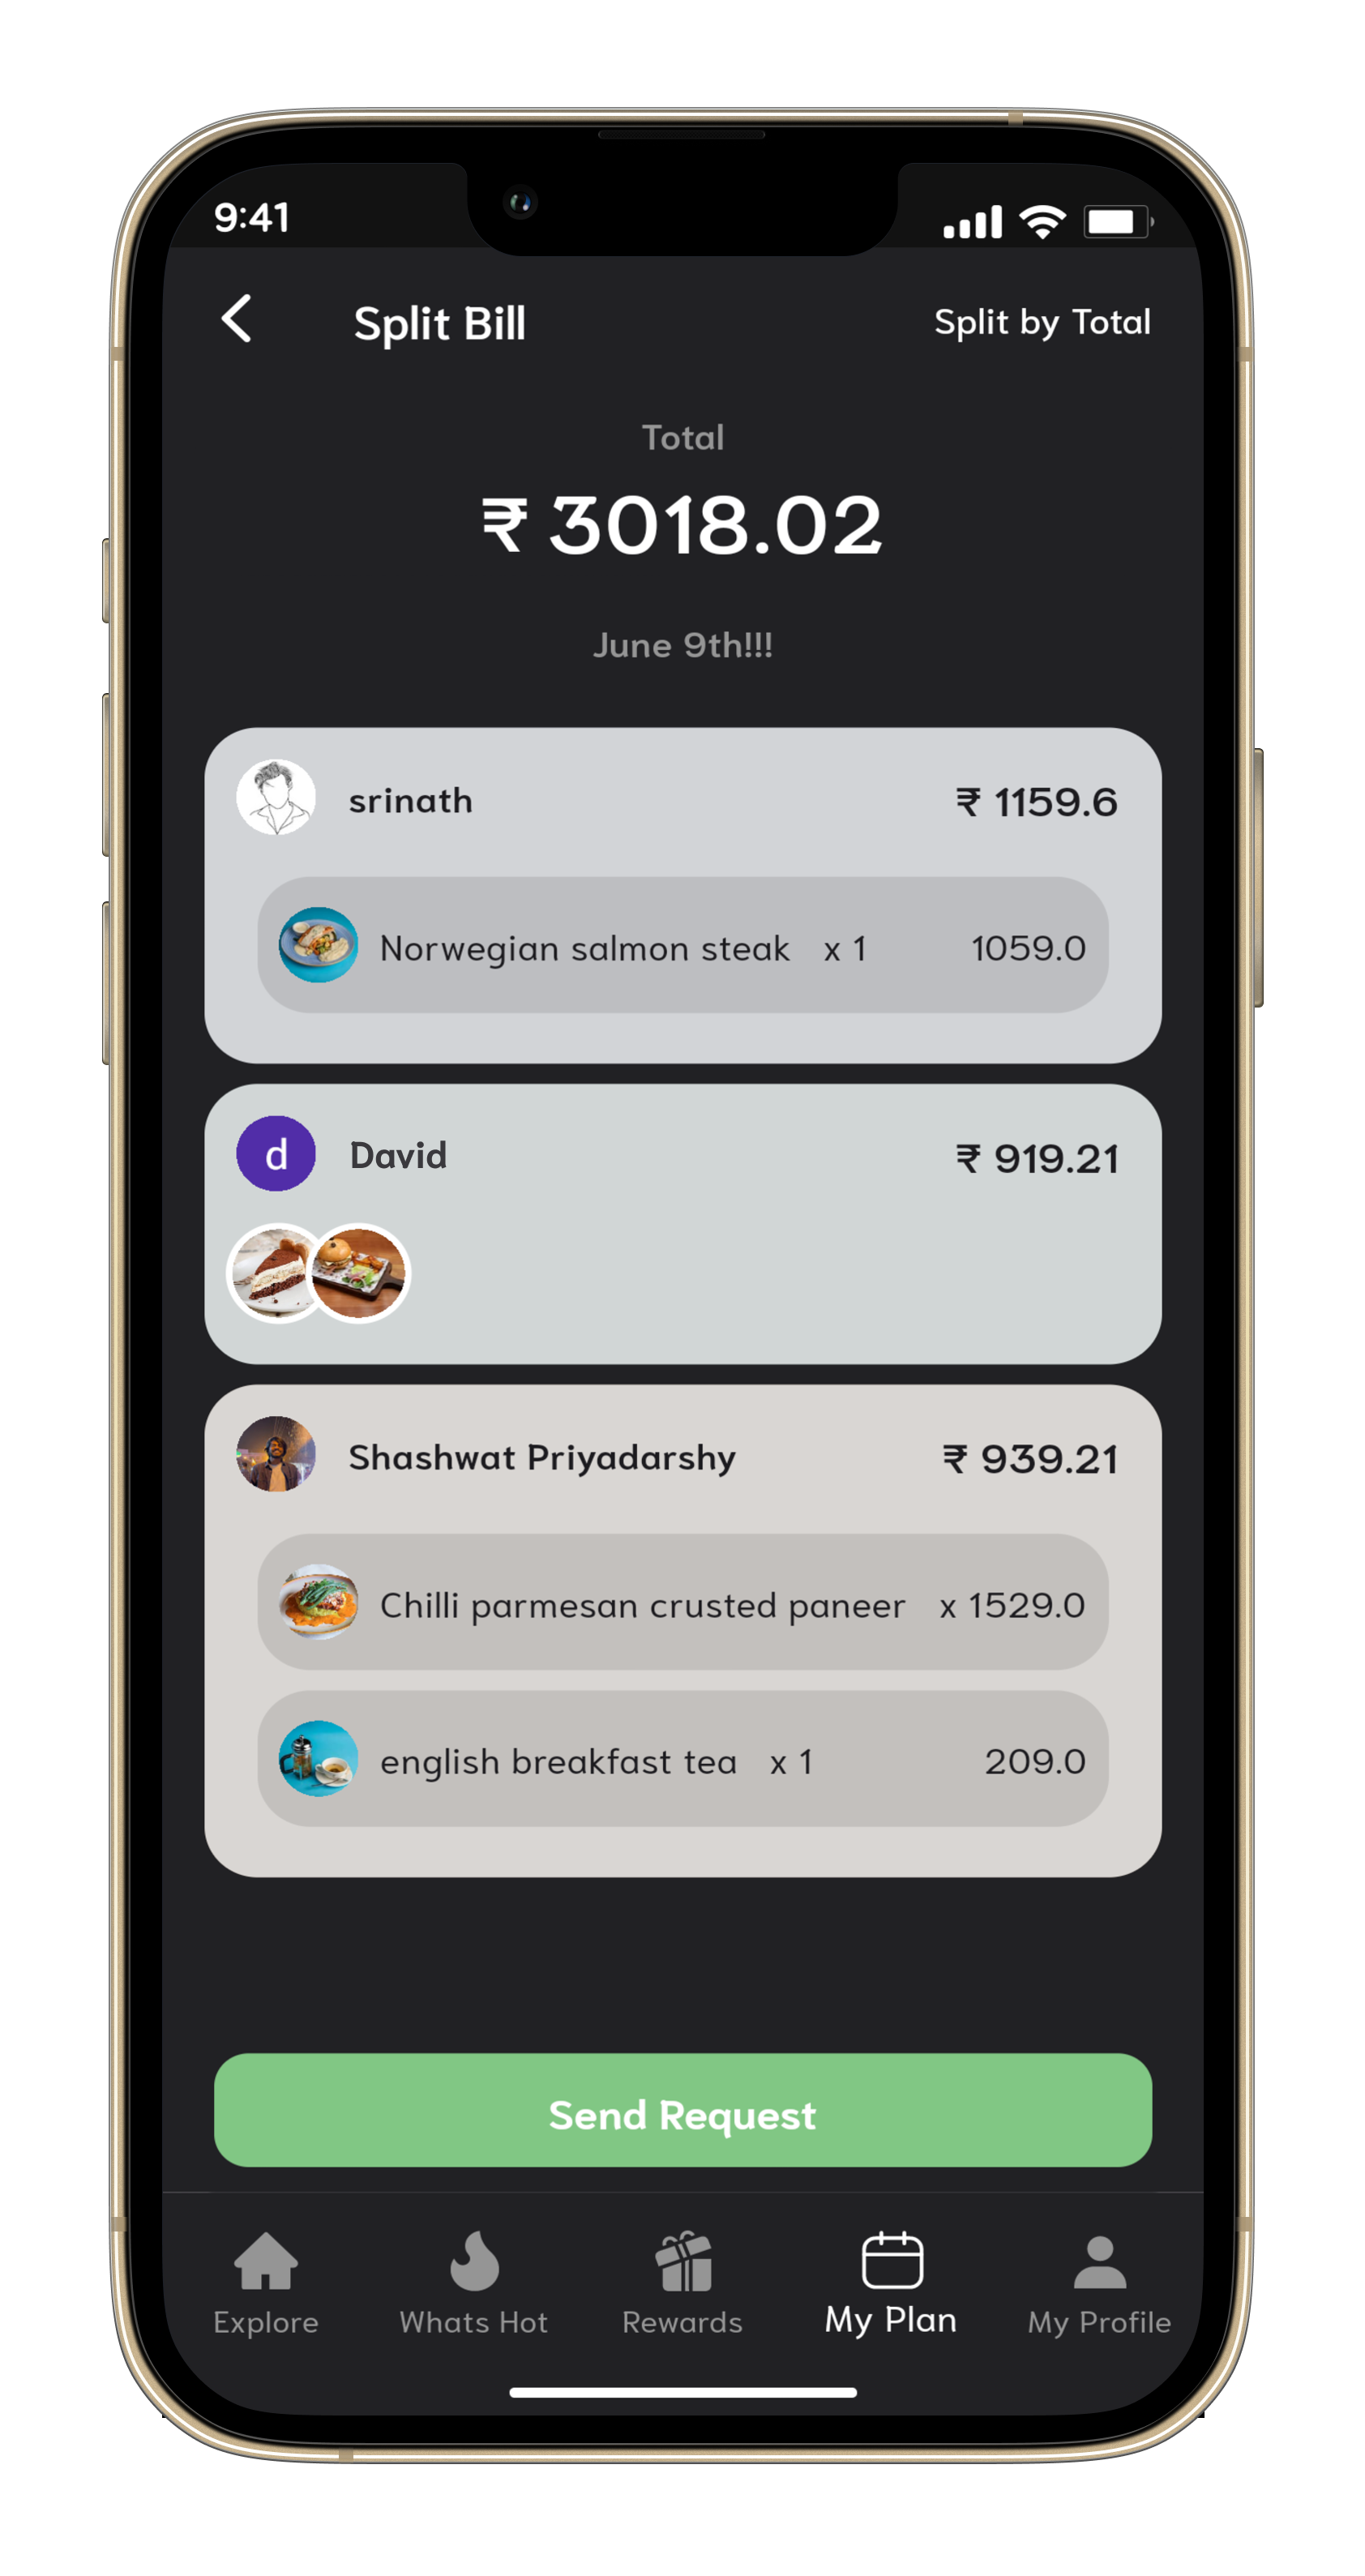 9:41
Split Bill Split by Total
Total
₹ 3018.02
June 9th!!!
srinath ₹ 1159.6
Norwegian salmon steak x 1 1059.0
d David ₹ 919.21
Shashwat Priyadarshy ₹ 939.21
Chilli parmesan crusted paneer x 1529.0
english breakfast tea x 1 209.0
Send Request
Explore Whats Hot Rewards My Plan My Profile